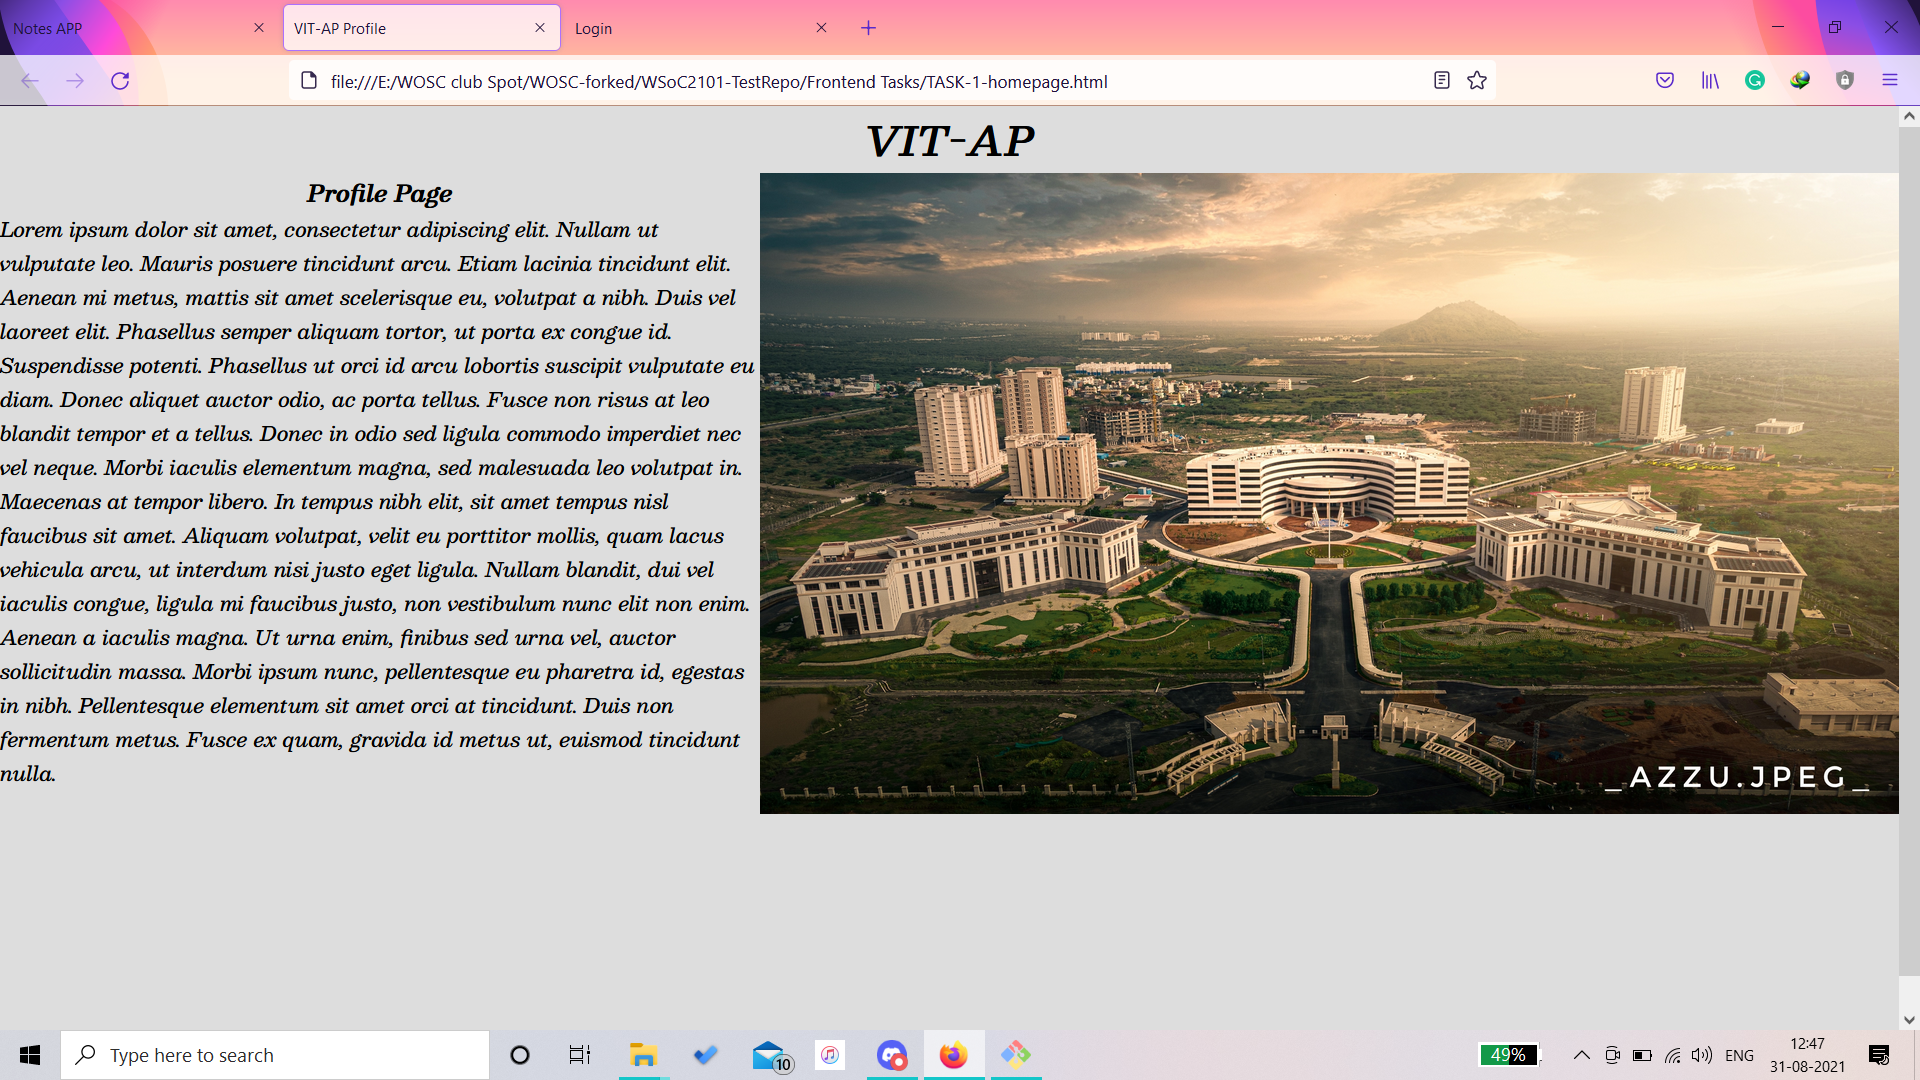 Notes APP
VIT-AP Profile
Login
file:///E:/WOSC club Spot/WOSC-forked/WSoC2101-TestRepo/Frontend Tasks/TASK-1-homepage.html
VIT-AP
Profile Page
Lorem ipsum dolor sit amet, consectetur adipiscing elit. Nullam ut
vulputate leo. Mauris posuere tincidunt arcu. Etiam lacinia tincidunt elit.
Aenean mi metus, mattis sit amet scelerisque eu, volutpat a nibh. Duis vel
laoreet elit. Phasellus semper aliquam tortor, ut porta ex congue id.
Suspendisse potenti. Phasellus ut orci id arcu lobortis suscipit vulputate eu
diam. Donec aliquet auctor odio, ac porta tellus. Fusce non risus at leo
blandit tempor et a tellus. Donec in odio sed ligula commodo imperdiet nec
vel neque. Morbi iaculis elementum magna, sed malesuada leo volutpat in.
Maecenas at tempor libero. In tempus nibh elit, sit amet tempus nisl
faucibus sit amet. Aliquam volutpat, velit eu porttitor mollis, quam lacus
vehicula arcu, ut interdum nisi justo eget ligula. Nullam blandit, dui vel
iaculis congue, ligula mi faucibus justo, non vestibulum nunc elit non enim.
Aenean a iaculis magna. Ut urna enim, finibus sed urna vel, auctor
sollicitudin massa. Morbi ipsum nunc, pellentesque eu pharetra id, egestas
in nibh. Pellentesque elementum sit amet orci at tincidunt. Duis non
fermentum metus. Fusce ex quam, gravida id metus ut, euismod tincidunt
nulla.
_AZZU.JPEG_
Type here to search
10
49%
ENG
12:47
31-08-2021
3